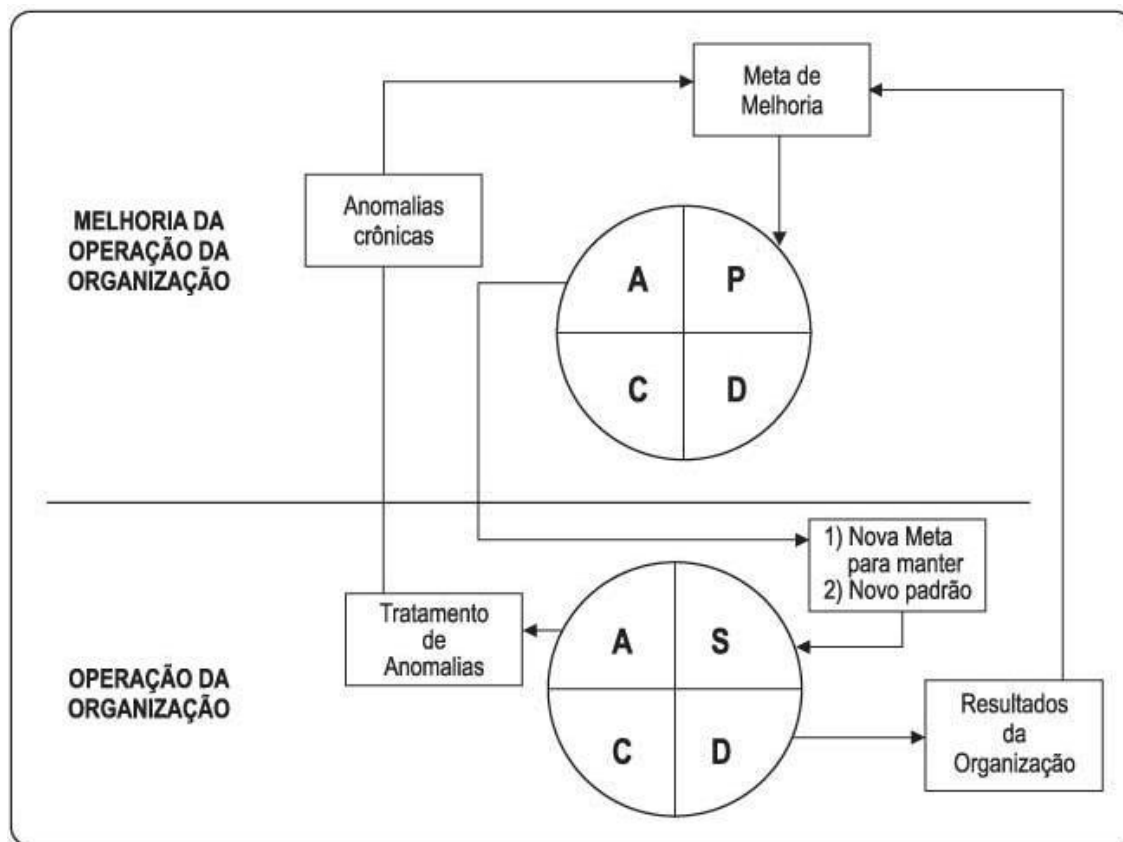 Meta de
Melhoria
Anomalias
crônicas
MELHORIA DA
OPERAÇÃO DA
ORGANIZAÇÃO
A P
C D
1) Nova Meta
para manter
2) Novo padrão
Tratamento
de
Anomalias
A S
C D
OPERAÇÃO DA
ORGANIZAÇÃO
Resultados
da
Organização